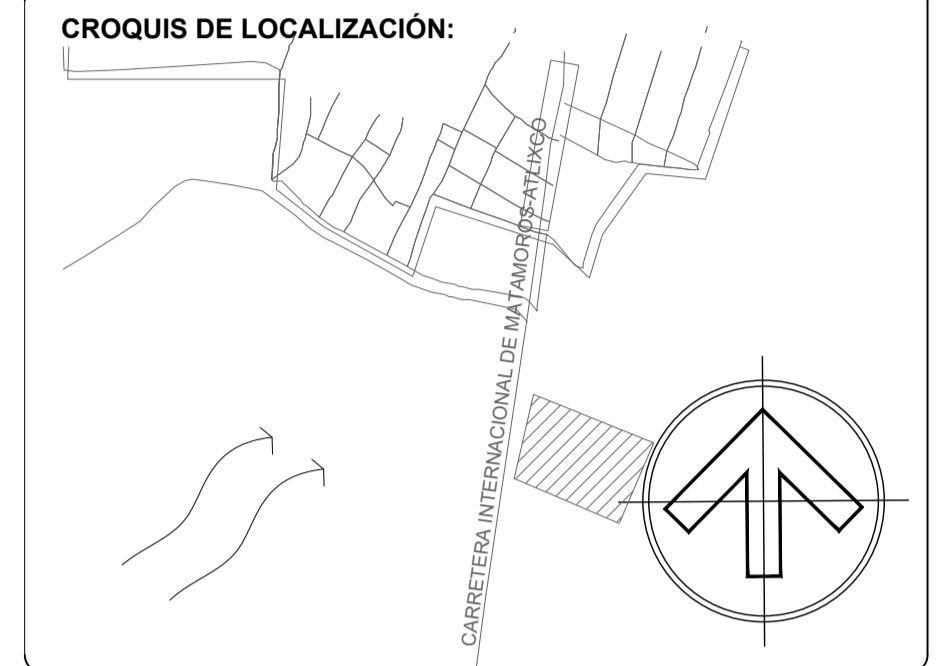 CROQUIS DE LOCALIZACIÓN:
CARRETERA INTERNACIONAL DE MATAMOROS-ATLIXCO